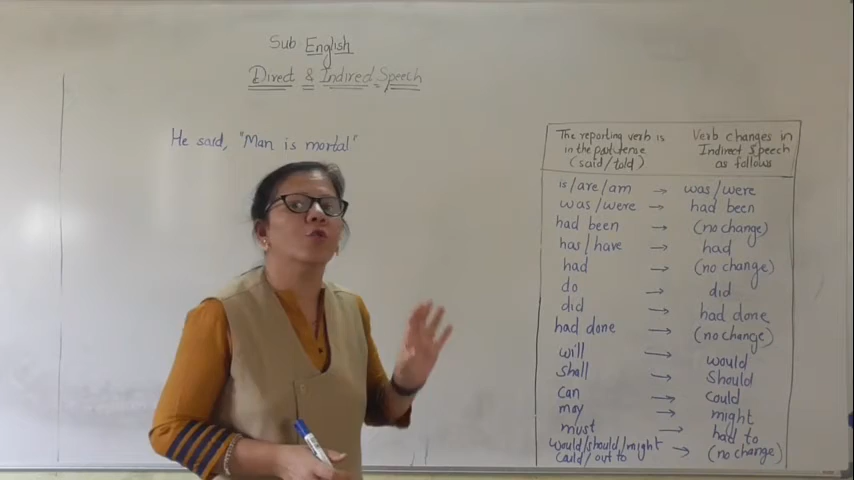 Sub English
Direct & Indirect Speech
He said, "Man is mortal"
The reporting verb is in the past tense (said/told)
Verb changes in Indirect Speech as follows
is/are/am → was/were
was/were → had been
had been → (no change)
has/have → had
had → (no change)
do → did
did → had done
had done → (no change)
will → would
shall → should
can → could
may → might
must → had to
would/should/might → (no change)
could/out to